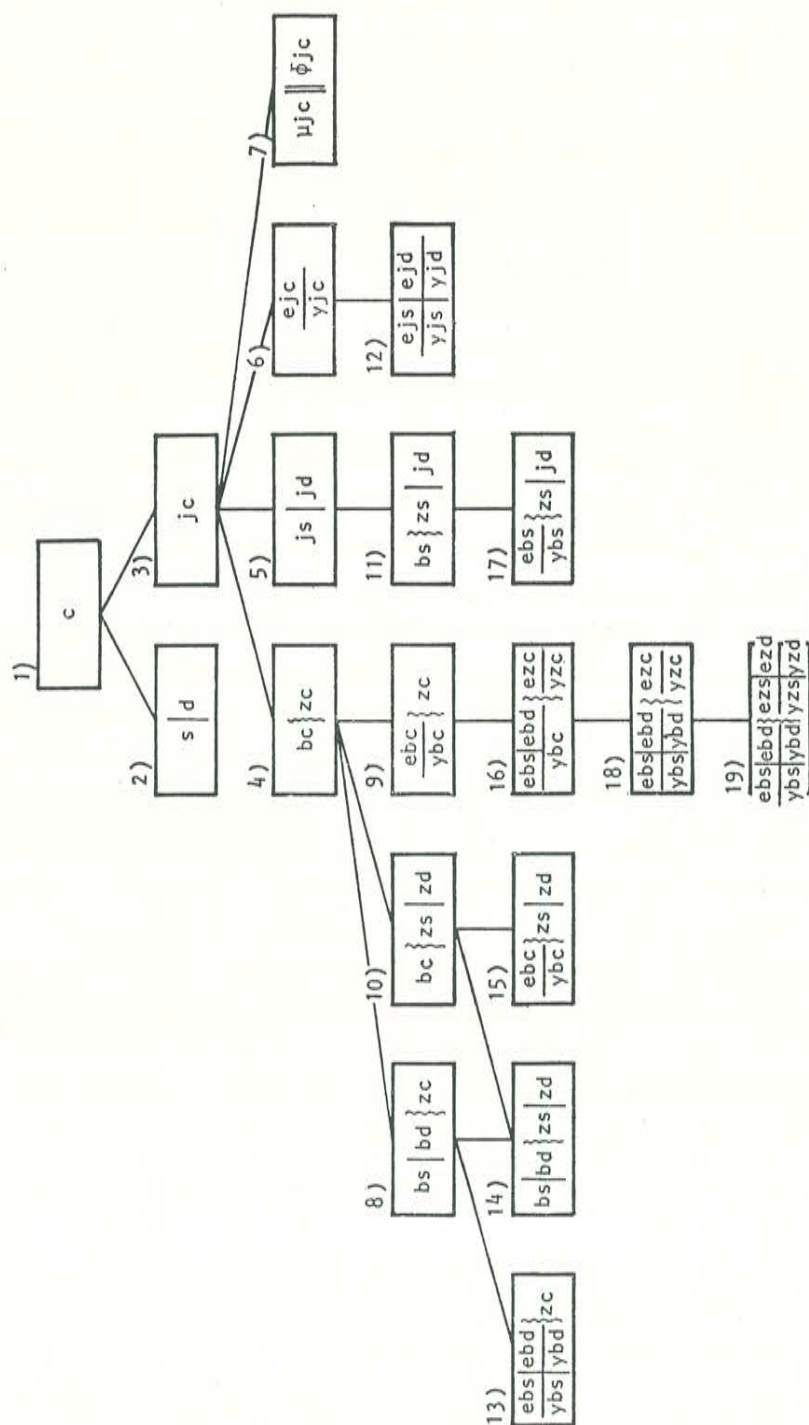 1)
c
2)
s | d
3)
jc
4)
bc } zc
5)
js | jd
6)
ejc
yjc
7)
μjc || ϕjc
8)
bs | bd } zc
10)
bc } zs | zd
9)
ebc } zc
ybc
11)
bs } zs | jd
12)
ejs | ejd
yjs | yjd
13)
ebs | ebd } zc
ybs | ybd
14)
bs | bd } zs | zd
15)
ebc } zs | zd
ybc
16)
ebs | ebd } ezc
ybc } yzc
17)
ebs } zs | jd
ybs
18)
ebs | ebd } ezc
ybs | ybd } yzc
19)
ebs | ebd } ezs | ezd
ybs | ybd } yzs | yzd